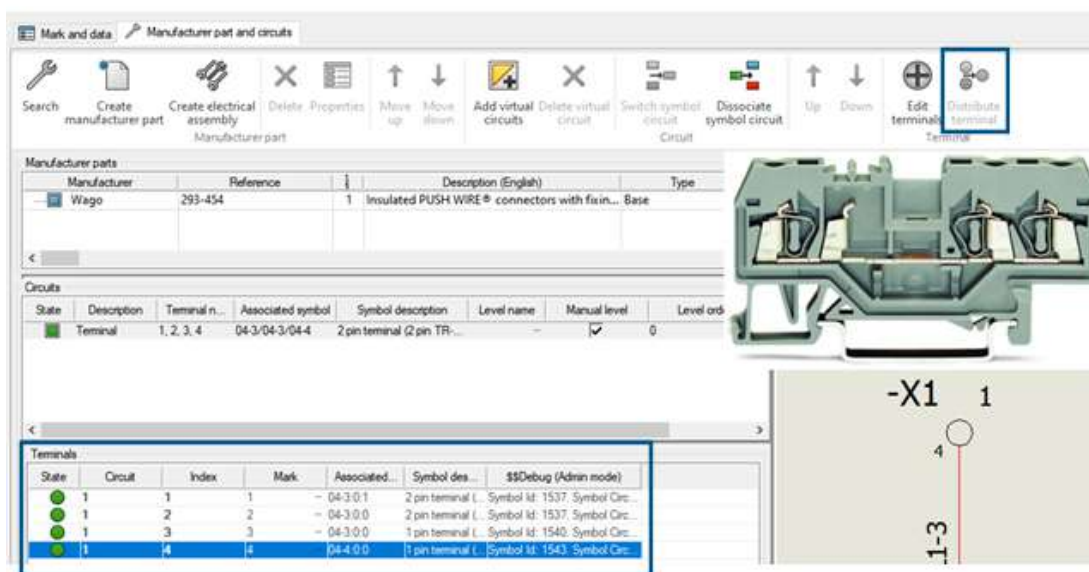 Mark and data Manufacturer part and circuits
Search Create manufacturer part Create electrical assembly Delete Properties Move up Move down Add virtual circuits Delete virtual circuit Switch symbol circuit Dissociate symbol circuit Up Down Edit terminals Distribute terminal
Manufacturer part Circuit Terminal
Manufacturer parts
Manufacturer Reference Description (English) Type
Wago 293-454 1 Insulated PUSH WIRE® connectors with fixin... Base
Circuits
State Description Terminal n... Associated symbol Symbol description Level name Manual level Level ord
Terminal 1, 2, 3, 4 04-3/04-3/04-4 2 pin terminal (2 pin TR-... - 0
-X1 1
4
1-3
Terminals
State Circuit Index Mark Associated... Symbol des... $$Debug (Admin mode)
1 1 1 - 04-3:0:1 2 pin terminal (... Symbol Id: 1537. Symbol Circ...
1 2 2 - 04-3:0:0 2 pin terminal (... Symbol Id: 1537. Symbol Circ...
1 3 3 - 04-3:0:0 1 pin terminal (... Symbol Id: 1540. Symbol Circ...
1 4 4 04-4:0:0 1 pin terminal (... Symbol Id: 1543. Symbol Circ...